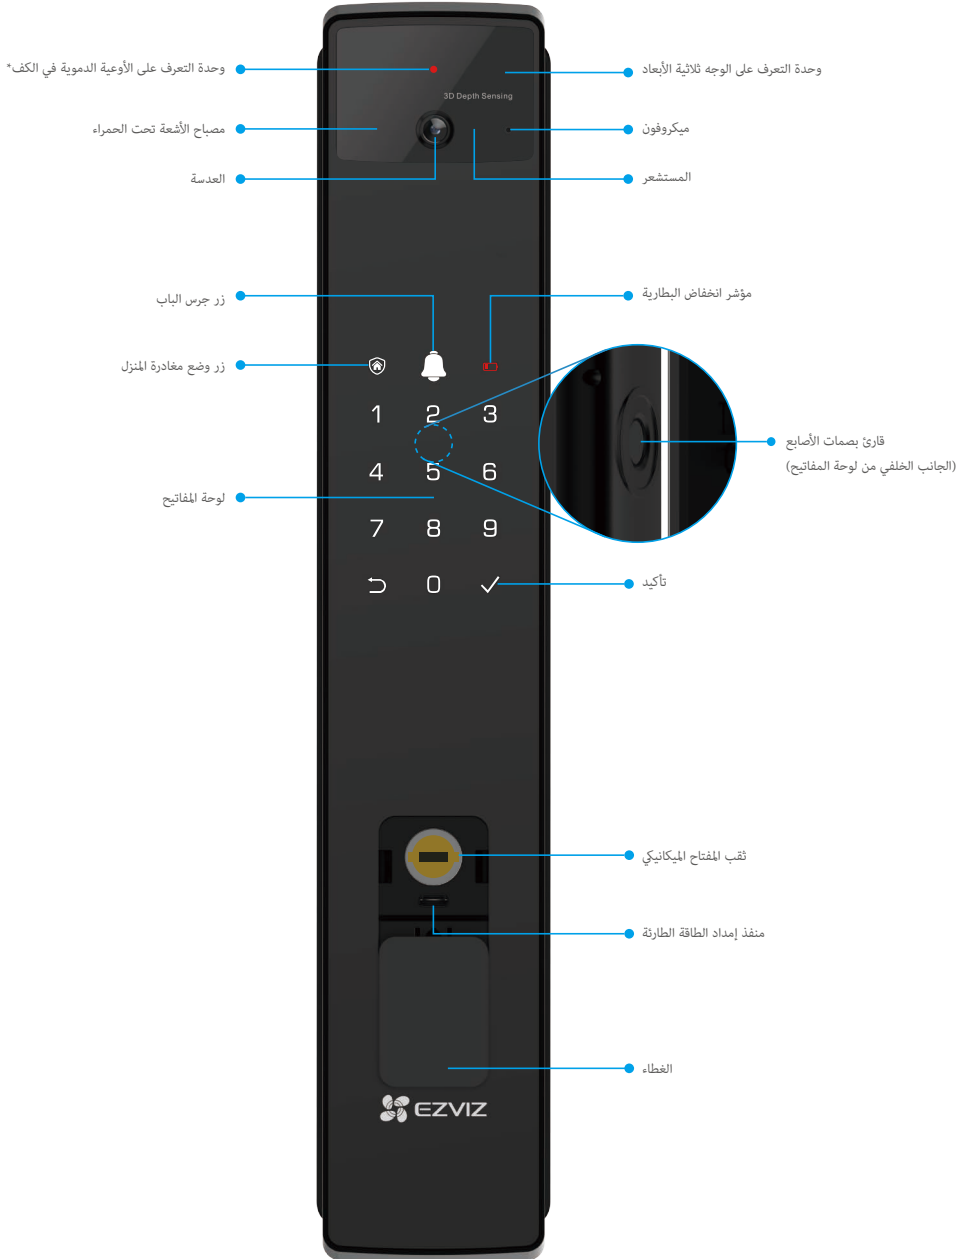 وحدة التعرف على الأوعية الدموية في الكف*
وحدة التعرف على الوجه ثلاثية الأبعاد
3D Depth Sensing
مصباح الأشعة تحت الحمراء
ميكروفون
العدسة
المستشعر
زر جرس الباب
مؤشر انخفاض البطارية
زر وضع مغادرة المنزل
1 2 3
قارئ بصمات الأصابع
(الجانب الخلفي من لوحة المفاتيح)
4 5 6
لوحة المفاتيح
7 8 9
0
تأكيد
ثقب المفتاح الميكانيكي
منفذ إمداد الطاقة الطارئة
الغطاء
EZVIZ